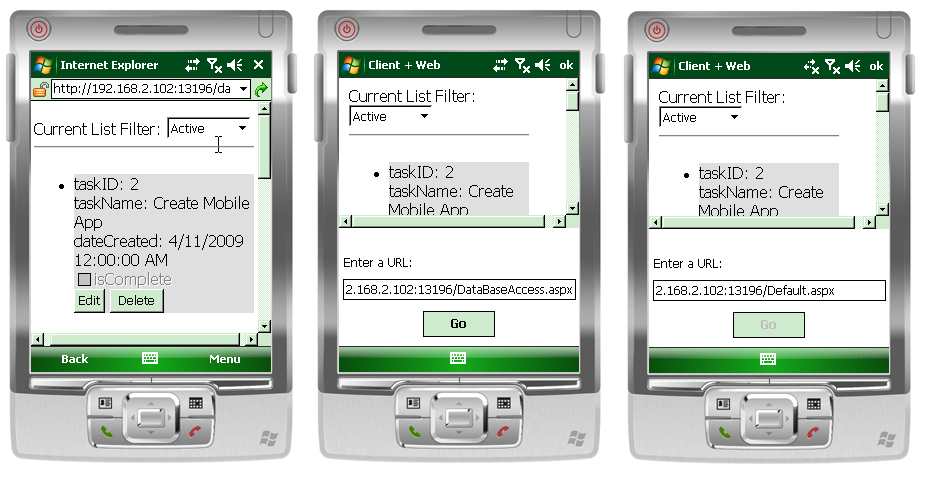 Internet Explorer
http://192.168.2.102:13196/da
Current List Filter: Active
taskID: 2
taskName: Create Mobile
App
dateCreated: 4/11/2009
12:00:00 AM
isComplete
Edit Delete
Back Menu
Client + Web ok
Current List Filter:
Active
taskID: 2
taskName: Create
Mobile App
Enter a URL:
2.168.2.102:13196/DataBaseAccess.aspx
Go
Client + Web ok
Current List Filter:
Active
taskID: 2
taskName: Create
Mobile App
Enter a URL:
2.168.2.102:13196/Default.aspx
Go